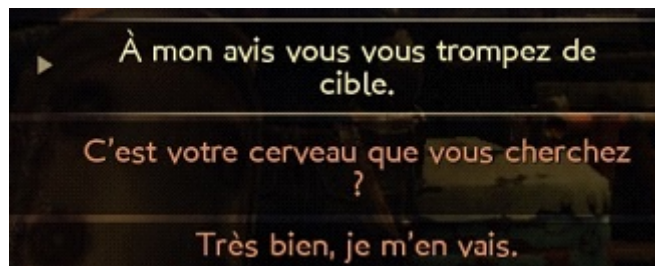 À mon avis vous vous trompez de
cible.
C'est votre cerveau que vous cherchez
?
Très bien, je m'en vais.